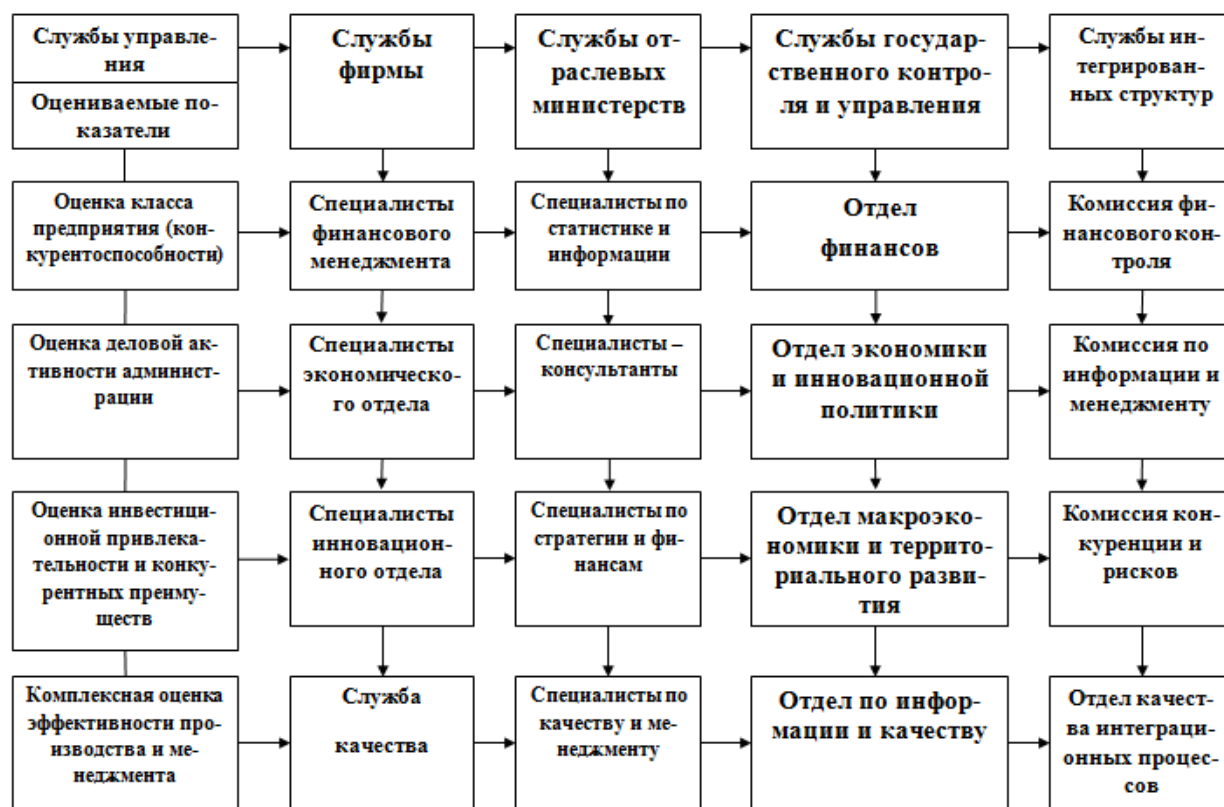 Службы управле-
ния
Оцениваемые по-
казатели
Службы
фирмы
Службы от-
раслевых
министерств
Службы государ-
ственного контро-
ля и управления
Службы ин-
тегрирован-
ных структур
Оценка класса
предприятия (кон-
курентоспособности)
Специалисты
финансового
менеджмента
Специалисты по
статистике и
информации
Отдел
финансов
Комиссия фи-
нансового кон-
троля
Оценка деловой ак-
тивности админист-
рации
Специалисты
экономическо-
го отдела
Специалисты –
консультанты
Отдел экономики
и инновационной
политики
Комиссия по
информации и
менеджменту
Оценка инвестици-
онной привлека-
тельности и конку-
рентных преиму-
ществ
Специалисты
инновацион-
ного отдела
Специалисты по
стратегии и фи-
нансам
Отдел макроэко-
номики и террито-
риального разви-
тия
Комиссия кон-
куренции и
рисков
Комплексная оценка
эффективности про-
изводства и ме-
неджмента
Служба
качества
Специалисты по
качеству и ме-
неджменту
Отдел по инфор-
мации и качеству
Отдел качест-
ва интеграци-
онных процес-
сов